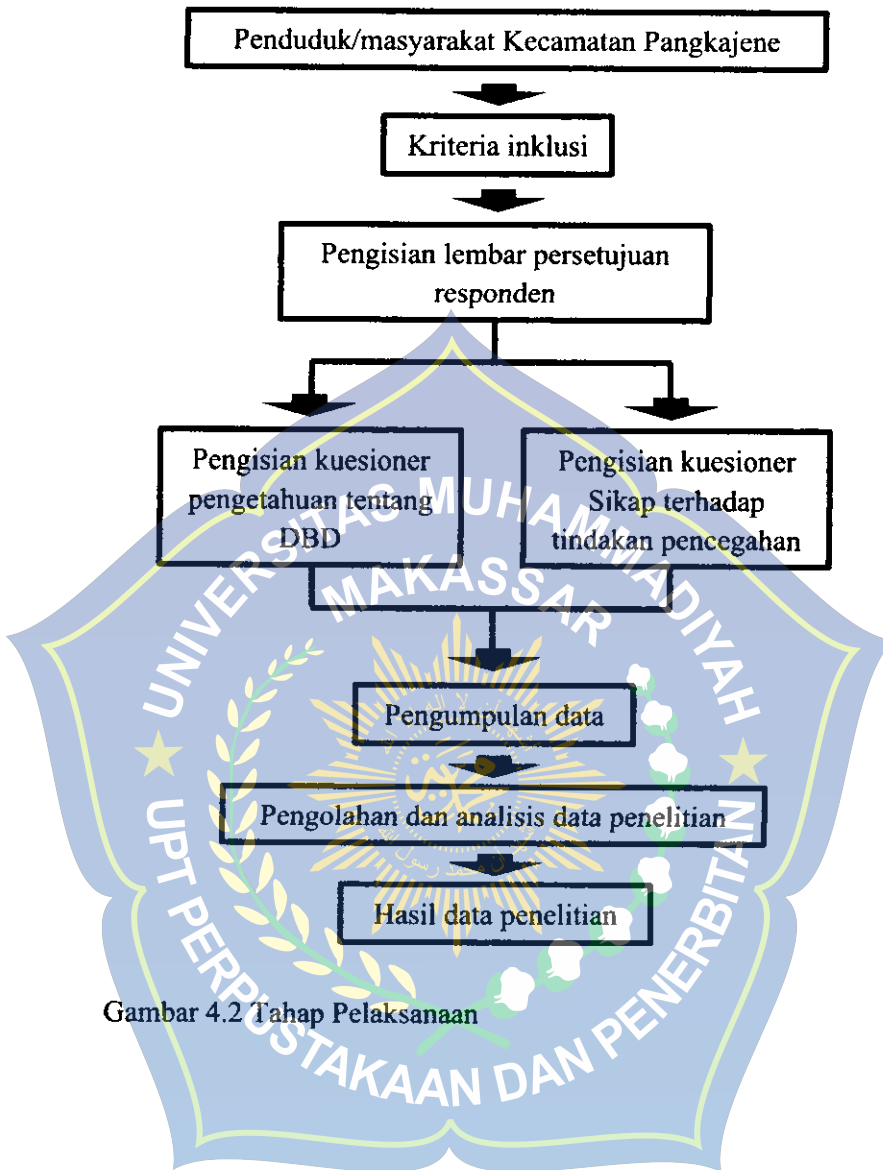 Penduduk/masyarakat Kecamatan Pangkajene
Kriteria inklusi
Pengisian lembar persetujuan
responden
Pengisian kuesioner
pengetahuan tentang
DBD
Pengisian kuesioner
Sikap terhadap
tindakan pencegahan
Pengumpulan data
Pengolahan dan analisis data penelitian
Hasil data penelitian
Gambar 4.2 Tahap Pelaksanaan
UNIVERSITAS MUHAMMADIYAH
MAKASSAR
UPT PERPUSTAKAAN DAN PENERBITAN